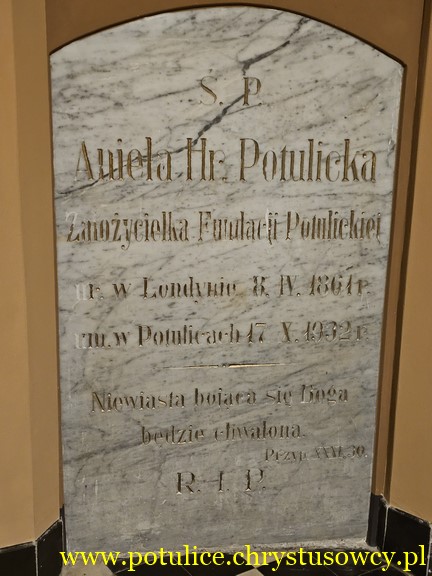 Ś. P.
Aniela Hr. Potulicka
Założycielka Fundacji Potulickiej
ur. w Londynie 8. IV. 1861 r.
um. w Potulicach 17 X. 1932 r.
Niewiasta bojąca się Boga
będzie chwalona.
Przyp. XXXI, 30.
R. I. P.
www.potulice.chrystusowcy.pl